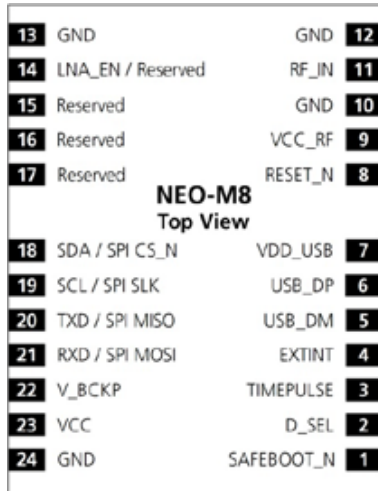 13 GND GND 12
14 LNA_EN / Reserved RF_IN 11
15 Reserved GND 10
16 Reserved VCC_RF 9
17 Reserved RESET_N 8
NEO-M8
Top View
18 SDA / SPI CS_N VDD_USB 7
19 SCL / SPI SLK USB_DP 6
20 TXD / SPI MISO USB_DM 5
21 RXD / SPI MOSI EXTINT 4
22 V_BCKP TIMEPULSE 3
23 VCC D_SEL 2
24 GND SAFEBOOT_N 1